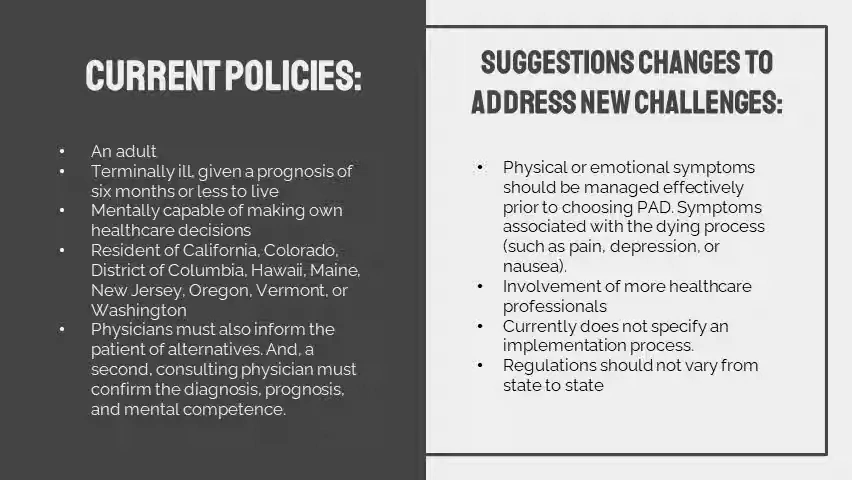 CURRENT POLICIES:
• An adult
• Terminally ill, given a prognosis of
six months or less to live
• Mentally capable of making own
healthcare decisions
• Resident of California, Colorado,
District of Columbia, Hawaii, Maine,
New Jersey, Oregon, Vermont, or
Washington
• Physicians must also inform the
patient of alternatives. And, a
second, consulting physician must
confirm the diagnosis, prognosis,
and mental competence.
SUGGESTIONS CHANGES TO
ADDRESS NEW CHALLENGES:
• Physical or emotional symptoms
should be managed effectively
prior to choosing PAD. Symptoms
associated with the dying process
(such as pain, depression, or
nausea).
• Involvement of more healthcare
professionals
• Currently does not specify an
implementation process.
• Regulations should not vary from
state to state